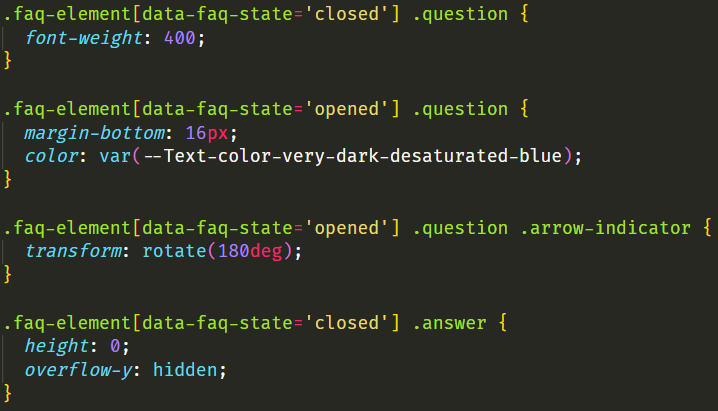 .faq-element[data-faq-state='closed'] .question {
  font-weight: 400;
}

.faq-element[data-faq-state='opened'] .question {
  margin-bottom: 16px;
  color: var(--Text-color-very-dark-desaturated-blue);
}

.faq-element[data-faq-state='opened'] .question .arrow-indicator {
  transform: rotate(180deg);
}

.faq-element[data-faq-state='closed'] .answer {
  height: 0;
  overflow-y: hidden;
}